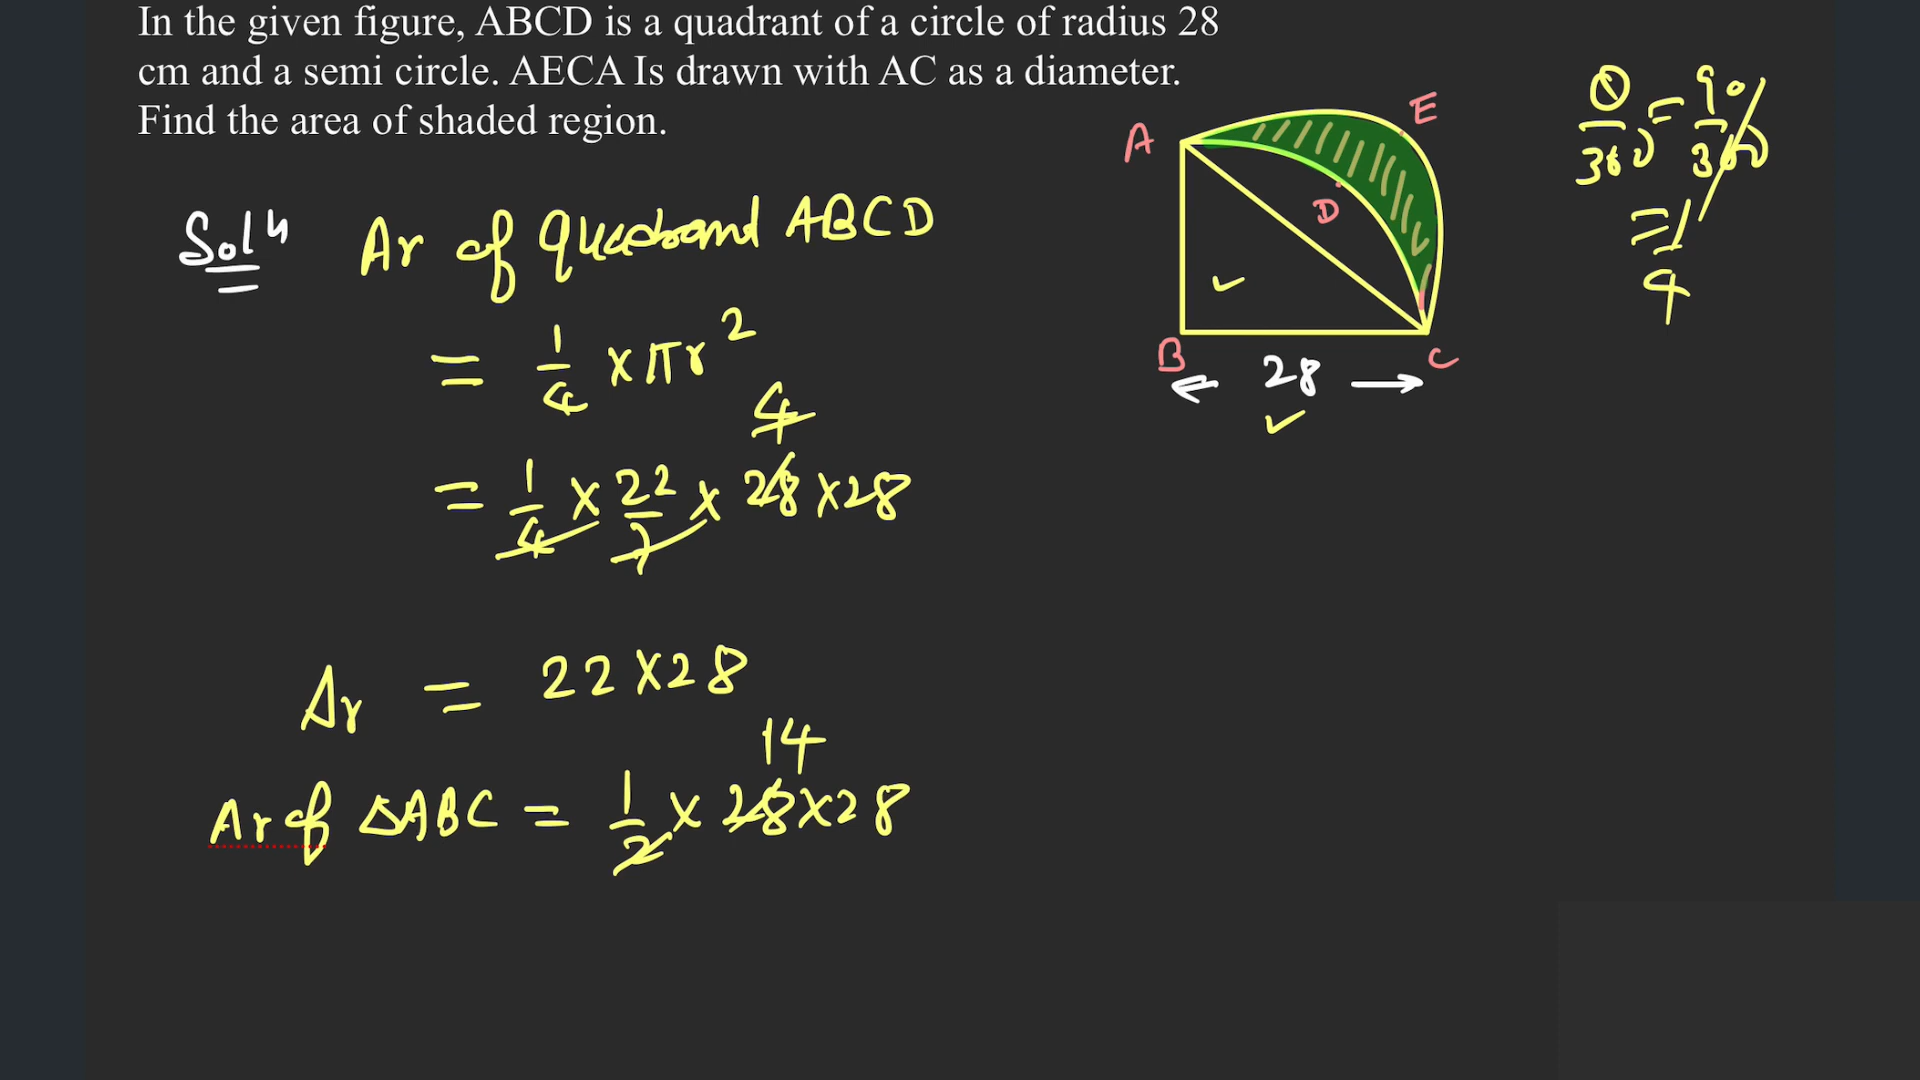 In the given figure, ABCD is a quadrant of a circle of radius 28
cm and a semi circle. AECA Is drawn with AC as a diameter.
Find the area of shaded region.
Solⁿ Ar of Quadrand ABCD
= 1/4 × πr²
4
= 1/4 × 22/7 × 28 × 28
Ar = 22 × 28
14
Ar of △ABC = 1/2 × 28 × 28
A
E
D
B
C
28
θ/360 = 90/360
= 1/4